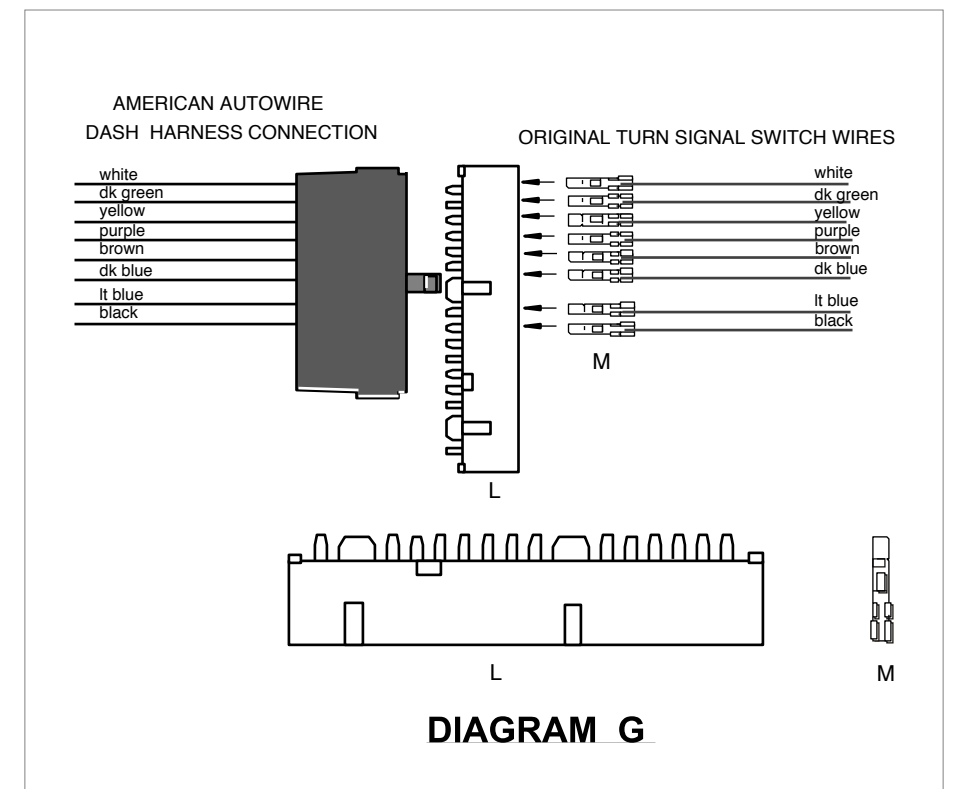 AMERICAN AUTOWIRE
DASH HARNESS CONNECTION
ORIGINAL TURN SIGNAL SWITCH WIRES
white
dk green
yellow
purple
brown
dk blue
lt blue
black
white
dk green
yellow
purple
brown
dk blue
lt blue
black
M
L
L
M
DIAGRAM G